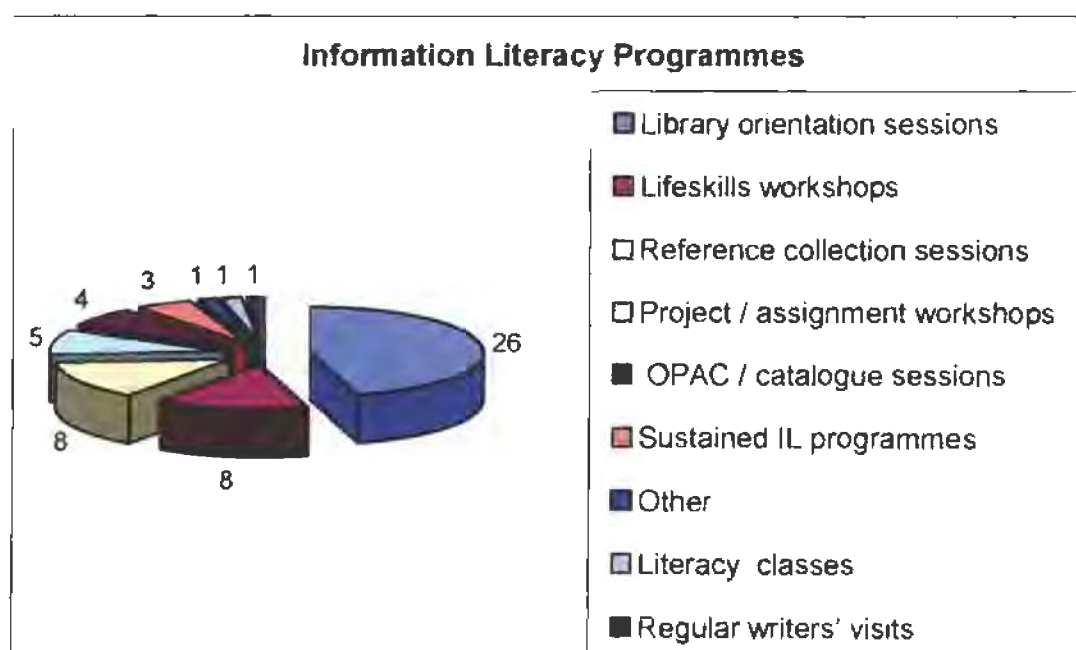 Information Literacy Programmes
26
8
8
5
4
3
1
1
1
Library orientation sessions
Lifeskills workshops
Reference collection sessions
Project / assignment workshops
OPAC / catalogue sessions
Sustained IL programmes
Other
Literacy classes
Regular writers' visits